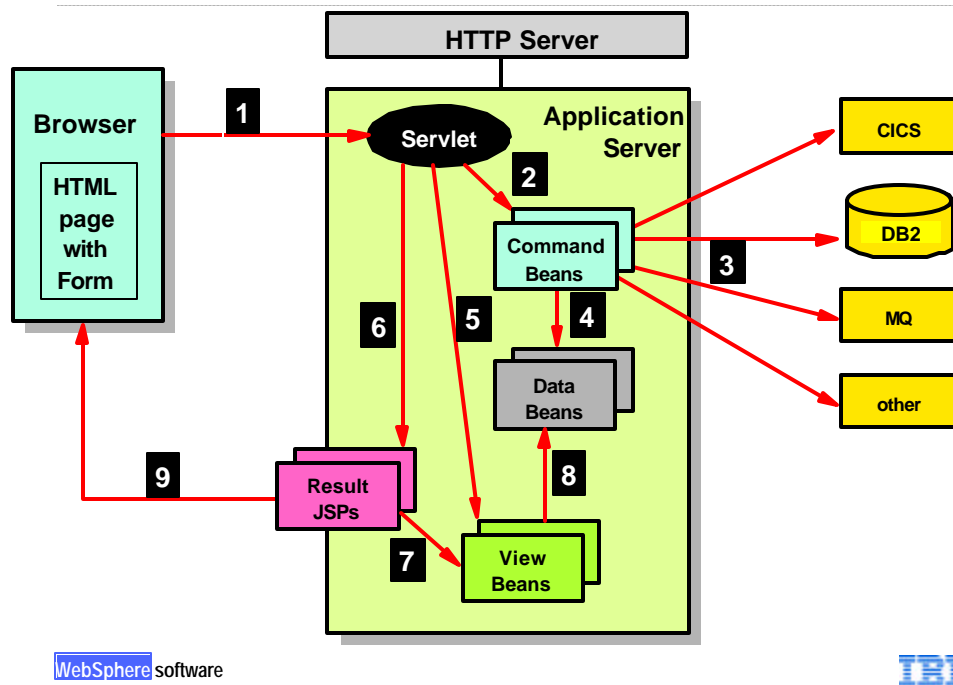 HTTP Server
Browser
HTML
page
with
Form
1
Servlet
Application
Server
2
Command
Beans
3
CICS
DB2
MQ
other
4
5
6
Data
Beans
8
9
Result
JSPs
7
View
Beans
WebSphere software
IBM